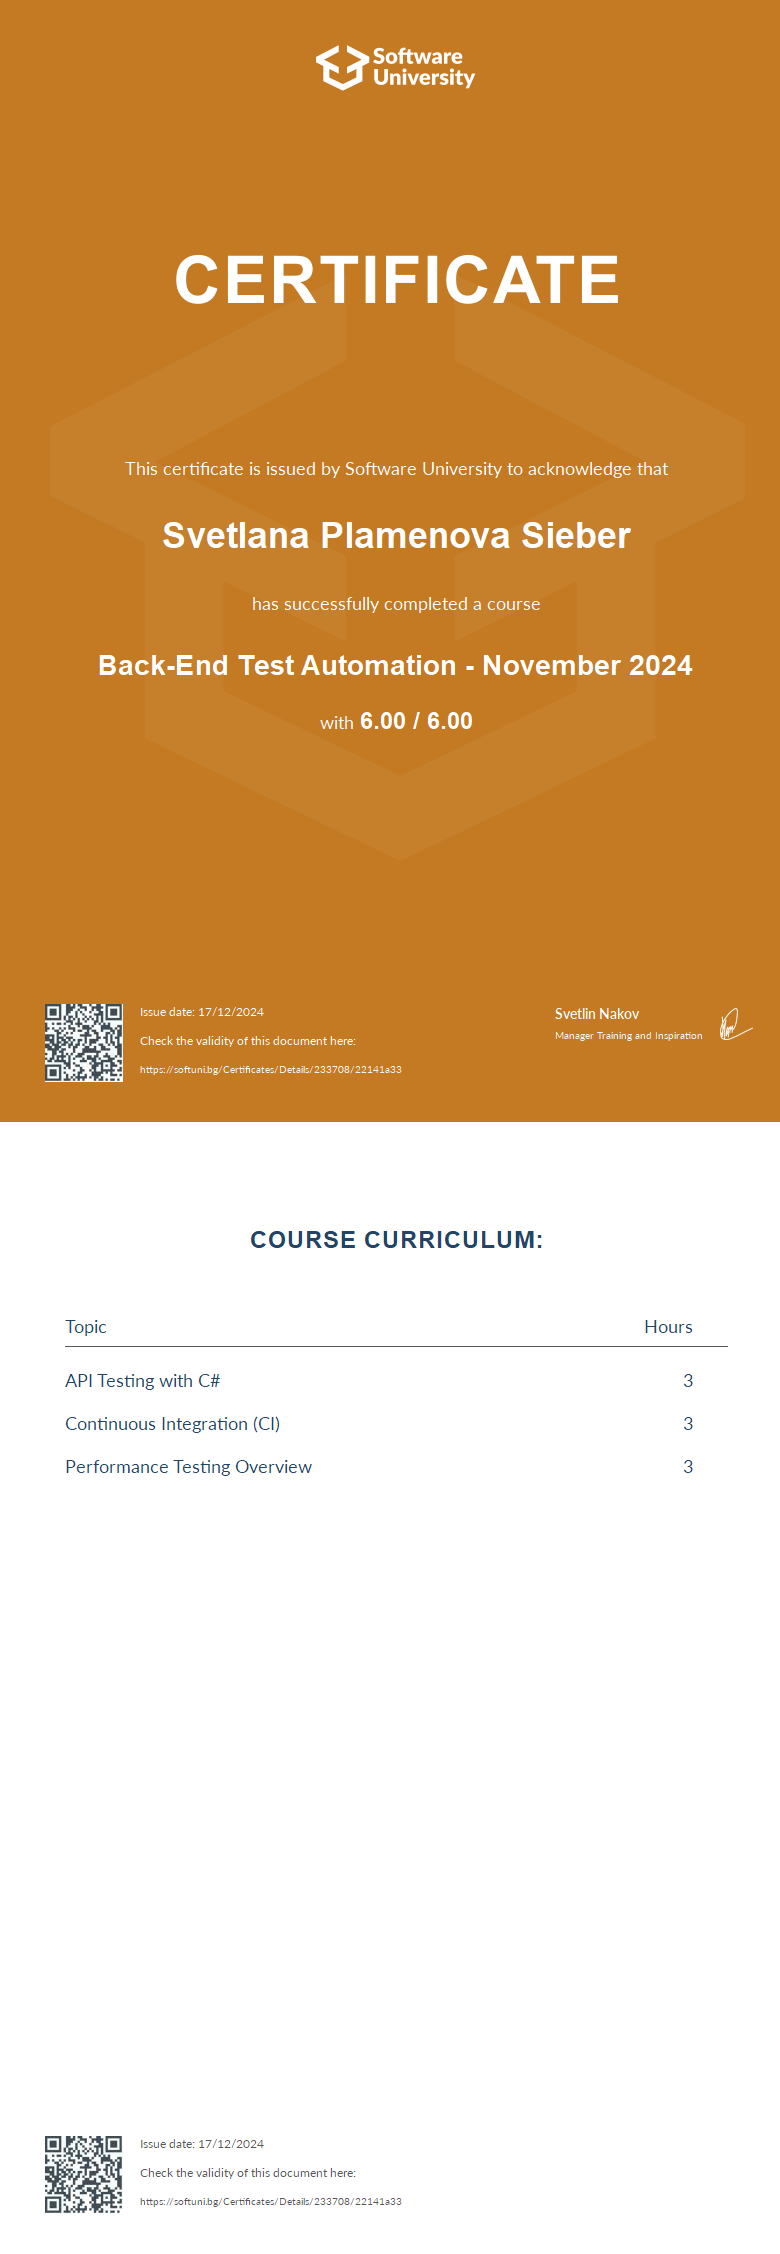 Software
University
CERTIFICATE
This certificate is issued by Software University to acknowledge that
Svetlana Plamenova Sieber
has successfully completed a course
Back-End Test Automation - November 2024
with 6.00 / 6.00
Issue date: 17/12/2024
Check the validity of this document here:
https://softuni.bg/Certificates/Details/233708/22141a33
Svetlin Nakov
Manager Training and Inspiration
COURSE CURRICULUM:
Topic Hours
API Testing with C# 3
Continuous Integration (CI) 3
Performance Testing Overview 3
Issue date: 17/12/2024
Check the validity of this document here:
https://softuni.bg/Certificates/Details/233708/22141a33